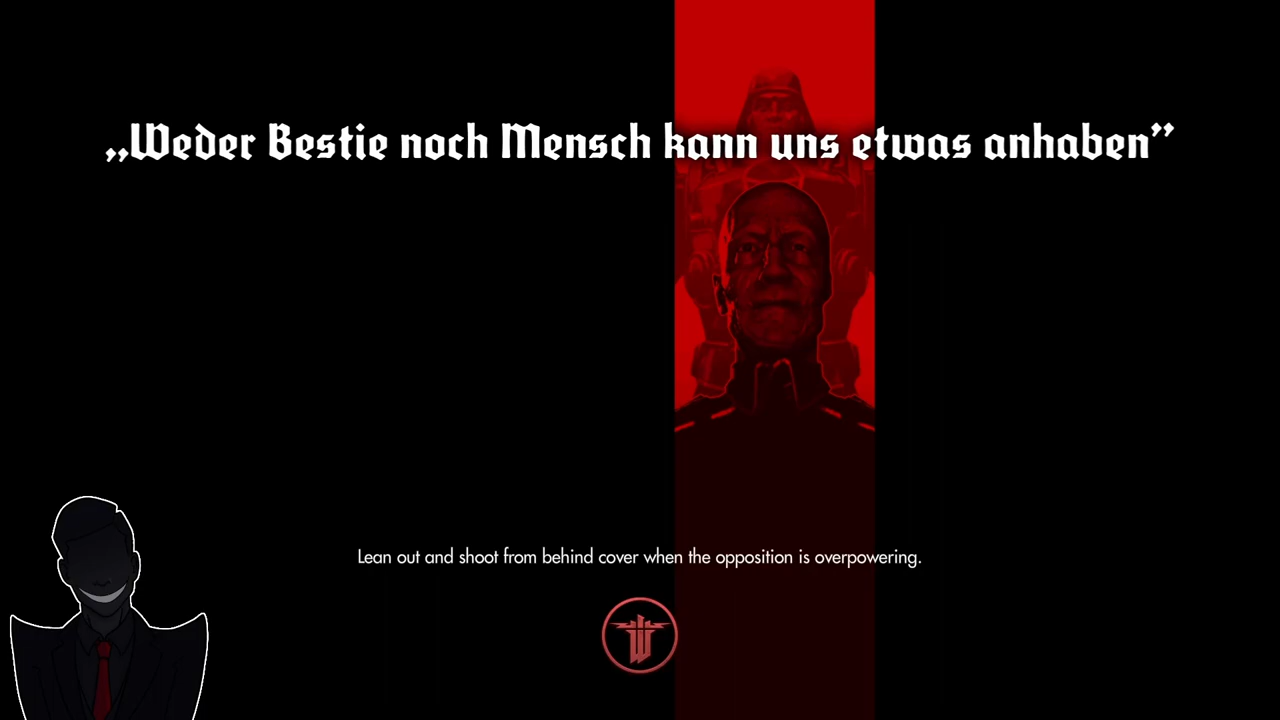 „Weder Bestie noch Mensch kann uns etwas anhaben”
Lean out and shoot from behind cover when the opposition is overpowering.